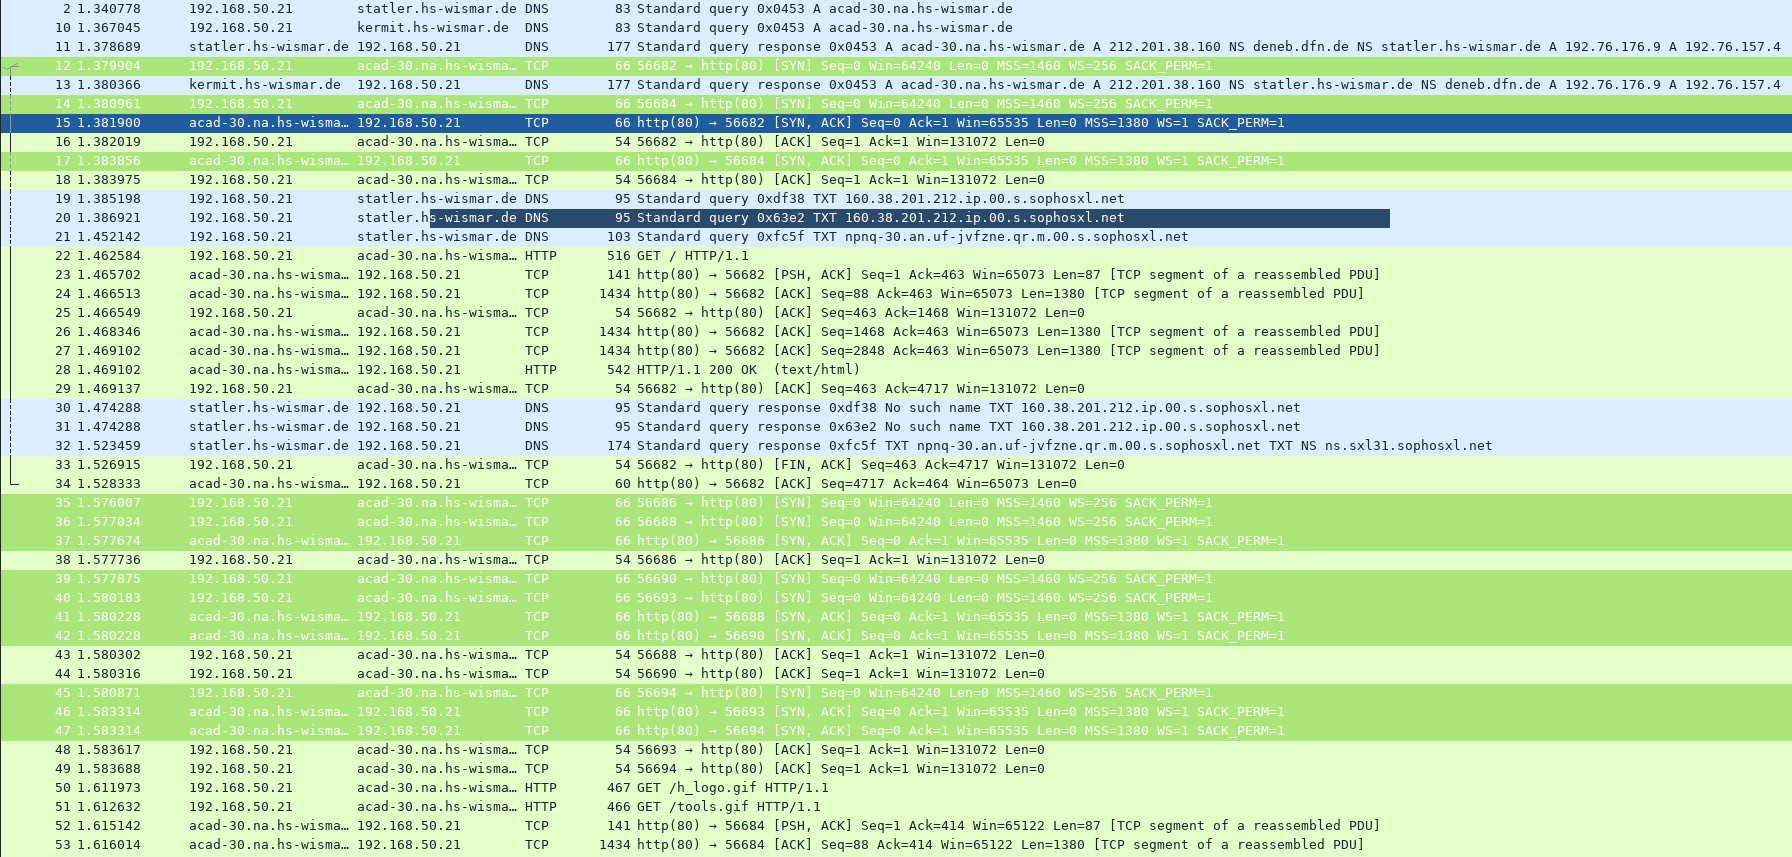 2 1.340778 192.168.50.21 statler.hs-wismar.de DNS 83 Standard query 0x0453 A acad-30.na.hs-wismar.de
10 1.367045 192.168.50.21 kermit.hs-wismar.de DNS 83 Standard query 0x0453 A acad-30.na.hs-wismar.de
11 1.378689 statler.hs-wismar.de 192.168.50.21 DNS 177 Standard query response 0x0453 A acad-30.na.hs-wismar.de A 212.201.38.160 NS deneb.dfn.de NS statler.hs-wismar.de A 192.76.176.9 A 192.76.157.4
12 1.379904 192.168.50.21 acad-30.na.hs-wisma… TCP 66 56682 → http(80) [SYN] Seq=0 Win=64240 Len=0 MSS=1460 WS=256 SACK_PERM=1
13 1.380366 kermit.hs-wismar.de 192.168.50.21 DNS 177 Standard query response 0x0453 A acad-30.na.hs-wismar.de A 212.201.38.160 NS statler.hs-wismar.de NS deneb.dfn.de A 192.76.176.9 A 192.76.157.4
14 1.380961 192.168.50.21 acad-30.na.hs-wisma… TCP 66 56684 → http(80) [SYN] Seq=0 Win=64240 Len=0 MSS=1460 WS=256 SACK_PERM=1
15 1.381900 acad-30.na.hs-wisma… 192.168.50.21 TCP 66 http(80) → 56682 [SYN, ACK] Seq=0 Ack=1 Win=65535 Len=0 MSS=1380 WS=1 SACK_PERM=1
16 1.382019 192.168.50.21 acad-30.na.hs-wisma… TCP 54 56682 → http(80) [ACK] Seq=1 Ack=1 Win=131072 Len=0
17 1.383856 acad-30.na.hs-wisma… 192.168.50.21 TCP 66 http(80) → 56684 [SYN, ACK] Seq=0 Ack=1 Win=65535 Len=0 MSS=1380 WS=1 SACK_PERM=1
18 1.383975 192.168.50.21 acad-30.na.hs-wisma… TCP 54 56684 → http(80) [ACK] Seq=1 Ack=1 Win=131072 Len=0
19 1.385198 192.168.50.21 statler.hs-wismar.de DNS 95 Standard query 0xdf38 TXT 160.38.201.212.ip.00.s.sophosxl.net
20 1.386921 192.168.50.21 statler.hs-wismar.de DNS 95 Standard query 0x63e2 TXT 160.38.201.212.ip.00.s.sophosxl.net
21 1.452142 192.168.50.21 statler.hs-wismar.de DNS 103 Standard query 0xfc5f TXT npnq-30.an.uf-jvfzne.qr.m.00.s.sophosxl.net
22 1.462584 192.168.50.21 acad-30.na.hs-wisma… HTTP 516 GET / HTTP/1.1
23 1.465702 acad-30.na.hs-wisma… 192.168.50.21 TCP 141 http(80) → 56682 [PSH, ACK] Seq=1 Ack=463 Win=65073 Len=87 [TCP segment of a reassembled PDU]
24 1.466513 acad-30.na.hs-wisma… 192.168.50.21 TCP 1434 http(80) → 56682 [ACK] Seq=88 Ack=463 Win=65073 Len=1380 [TCP segment of a reassembled PDU]
25 1.466549 192.168.50.21 acad-30.na.hs-wisma… TCP 54 56682 → http(80) [ACK] Seq=463 Ack=1468 Win=131072 Len=0
26 1.468346 acad-30.na.hs-wisma… 192.168.50.21 TCP 1434 http(80) → 56682 [ACK] Seq=1468 Ack=463 Win=65073 Len=1380 [TCP segment of a reassembled PDU]
27 1.469102 acad-30.na.hs-wisma… 192.168.50.21 TCP 1434 http(80) → 56682 [ACK] Seq=2848 Ack=463 Win=65073 Len=1380 [TCP segment of a reassembled PDU]
28 1.469102 acad-30.na.hs-wisma… 192.168.50.21 HTTP 542 HTTP/1.1 200 OK (text/html)
29 1.469137 192.168.50.21 acad-30.na.hs-wisma… TCP 54 56682 → http(80) [ACK] Seq=463 Ack=4717 Win=131072 Len=0
30 1.474288 statler.hs-wismar.de 192.168.50.21 DNS 95 Standard query response 0xdf38 No such name TXT 160.38.201.212.ip.00.s.sophosxl.net
31 1.474288 statler.hs-wismar.de 192.168.50.21 DNS 95 Standard query response 0x63e2 No such name TXT 160.38.201.212.ip.00.s.sophosxl.net
32 1.523459 statler.hs-wismar.de 192.168.50.21 DNS 174 Standard query response 0xfc5f TXT npnq-30.an.uf-jvfzne.qr.m.00.s.sophosxl.net TXT NS ns.sxl31.sophosxl.net
33 1.526915 192.168.50.21 acad-30.na.hs-wisma… TCP 54 56682 → http(80) [FIN, ACK] Seq=463 Ack=4717 Win=131072 Len=0
34 1.528333 acad-30.na.hs-wisma… 192.168.50.21 TCP 60 http(80) → 56682 [ACK] Seq=4717 Ack=464 Win=65073 Len=0
35 1.576007 192.168.50.21 acad-30.na.hs-wisma… TCP 66 56686 → http(80) [SYN] Seq=0 Win=64240 Len=0 MSS=1460 WS=256 SACK_PERM=1
36 1.577034 192.168.50.21 acad-30.na.hs-wisma… TCP 66 56688 → http(80) [SYN] Seq=0 Win=64240 Len=0 MSS=1460 WS=256 SACK_PERM=1
37 1.577674 acad-30.na.hs-wisma… 192.168.50.21 TCP 66 http(80) → 56686 [SYN, ACK] Seq=0 Ack=1 Win=65535 Len=0 MSS=1380 WS=1 SACK_PERM=1
38 1.577736 192.168.50.21 acad-30.na.hs-wisma… TCP 54 56686 → http(80) [ACK] Seq=1 Ack=1 Win=131072 Len=0
39 1.577875 192.168.50.21 acad-30.na.hs-wisma… TCP 66 56690 → http(80) [SYN] Seq=0 Win=64240 Len=0 MSS=1460 WS=256 SACK_PERM=1
40 1.580183 192.168.50.21 acad-30.na.hs-wisma… TCP 66 56693 → http(80) [SYN] Seq=0 Win=64240 Len=0 MSS=1460 WS=256 SACK_PERM=1
41 1.580228 acad-30.na.hs-wisma… 192.168.50.21 TCP 66 http(80) → 56688 [SYN, ACK] Seq=0 Ack=1 Win=65535 Len=0 MSS=1380 WS=1 SACK_PERM=1
42 1.580228 acad-30.na.hs-wisma… 192.168.50.21 TCP 66 http(80) → 56690 [SYN, ACK] Seq=0 Ack=1 Win=65535 Len=0 MSS=1380 WS=1 SACK_PERM=1
43 1.580302 192.168.50.21 acad-30.na.hs-wisma… TCP 54 56688 → http(80) [ACK] Seq=1 Ack=1 Win=131072 Len=0
44 1.580316 192.168.50.21 acad-30.na.hs-wisma… TCP 54 56690 → http(80) [ACK] Seq=1 Ack=1 Win=131072 Len=0
45 1.580871 192.168.50.21 acad-30.na.hs-wisma… TCP 66 56694 → http(80) [SYN] Seq=0 Win=64240 Len=0 MSS=1460 WS=256 SACK_PERM=1
46 1.583314 acad-30.na.hs-wisma… 192.168.50.21 TCP 66 http(80) → 56693 [SYN, ACK] Seq=0 Ack=1 Win=65535 Len=0 MSS=1380 WS=1 SACK_PERM=1
47 1.583314 acad-30.na.hs-wisma… 192.168.50.21 TCP 66 http(80) → 56694 [SYN, ACK] Seq=0 Ack=1 Win=65535 Len=0 MSS=1380 WS=1 SACK_PERM=1
48 1.583617 192.168.50.21 acad-30.na.hs-wisma… TCP 54 56693 → http(80) [ACK] Seq=1 Ack=1 Win=131072 Len=0
49 1.583688 192.168.50.21 acad-30.na.hs-wisma… TCP 54 56694 → http(80) [ACK] Seq=1 Ack=1 Win=131072 Len=0
50 1.611973 192.168.50.21 acad-30.na.hs-wisma… HTTP 467 GET /h_logo.gif HTTP/1.1
51 1.612632 192.168.50.21 acad-30.na.hs-wisma… HTTP 466 GET /tools.gif HTTP/1.1
52 1.615142 acad-30.na.hs-wisma… 192.168.50.21 TCP 141 http(80) → 56684 [PSH, ACK] Seq=1 Ack=414 Win=65122 Len=87 [TCP segment of a reassembled PDU]
53 1.616014 acad-30.na.hs-wisma… 192.168.50.21 TCP 1434 http(80) → 56684 [ACK] Seq=88 Ack=414 Win=65122 Len=1380 [TCP segment of a reassembled PDU]